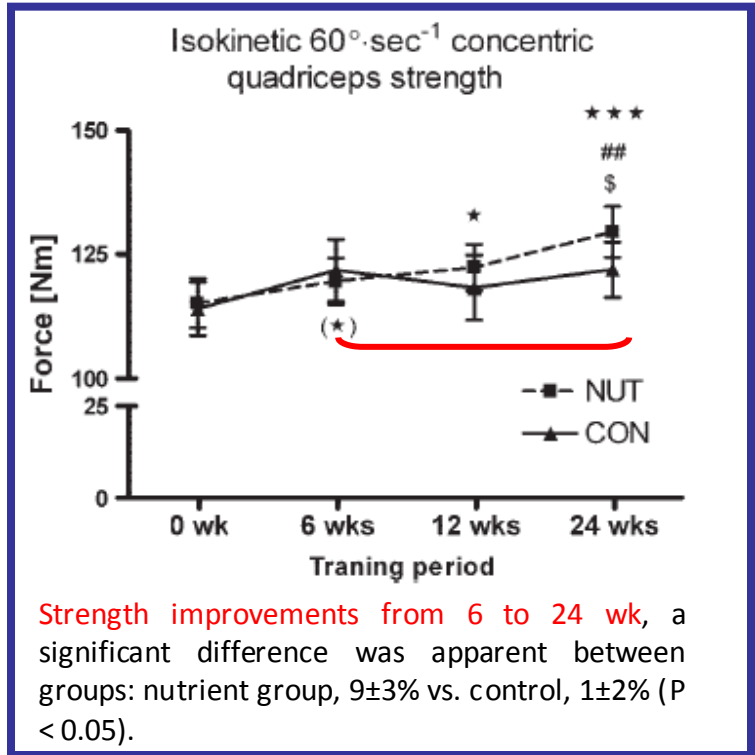 Isokinetic 60°·sec⁻¹ concentric
quadriceps strength
★★★
##
$
★
(★)
150
125
100
25
0
Force [Nm]
NUT
CON
0 wk 6 wks 12 wks 24 wks
Traning period
Strength improvements from 6 to 24 wk, a
significant difference was apparent between
groups: nutrient group, 9±3% vs. control, 1±2% (P
< 0.05).